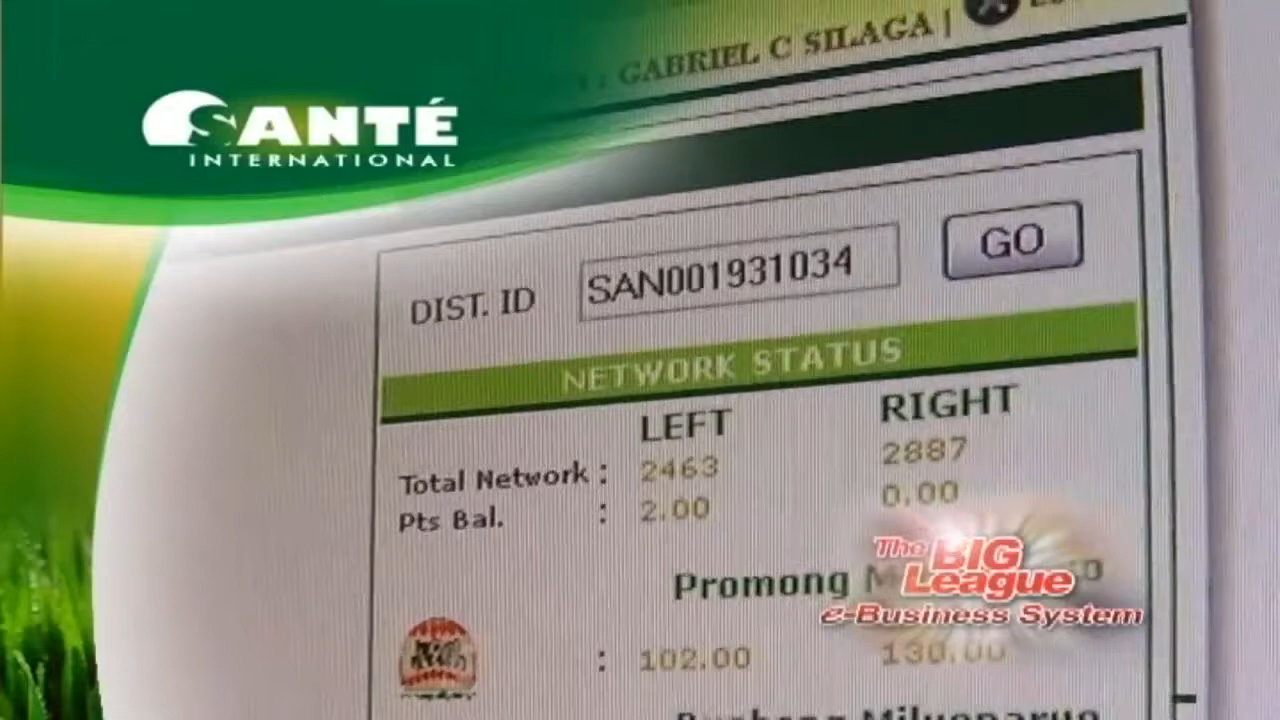 : GABRIEL C SILAGA |
SANTÉ
INTERNATIONAL
DIST. ID SAN001931034 GO
NETWORK STATUS
LEFT RIGHT
Total Network : 2463 2887
Pts Bal. : 2.00 0.00
Promong
The BIG
League
e-Business System
: 102.00 130.00